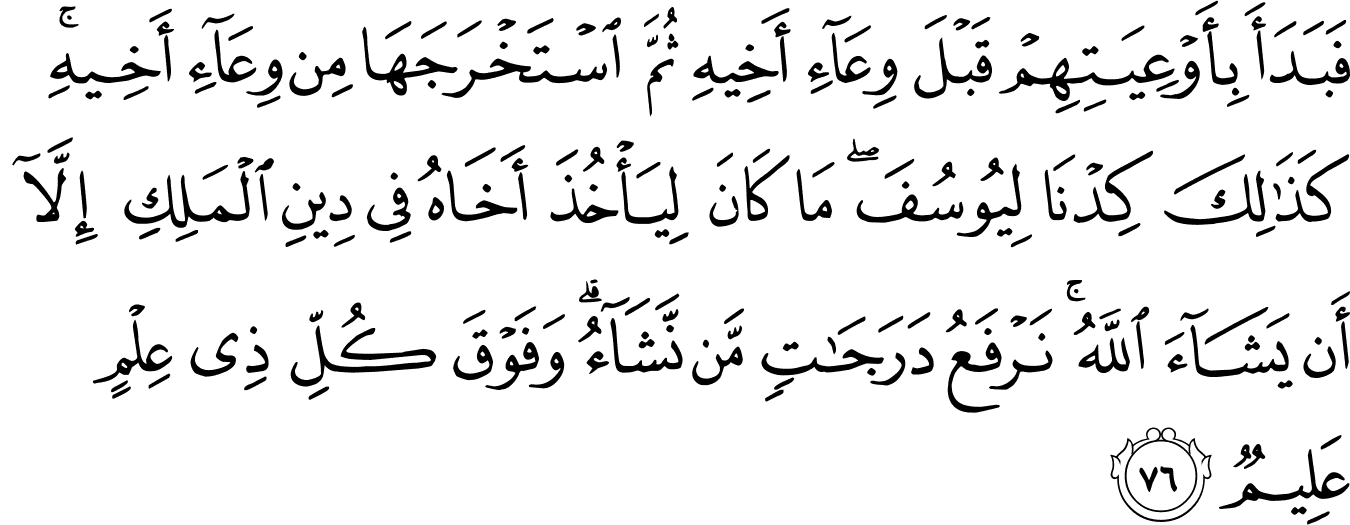 فَبَدَأَ بِأَوْعِيَتِهِمْ قَبْلَ وِعَآءِ أَخِيهِ ثُمَّ ٱسْتَخْرَجَهَا مِن وِعَآءِ أَخِيهِ ۚ
كَذَٰلِكَ كِدْنَا لِيُوسُفَ ۖ مَا كَانَ لِيَأْخُذَ أَخَاهُ فِى دِينِ ٱلْمَلِكِ إِلَّآ
أَن يَشَآءَ ٱللَّهُ ۚ نَرْفَعُ دَرَجَـٰتٍ مَّن نَّشَآءُ ۗ وَفَوْقَ كُلِّ ذِى عِلْمٍ
عَلِيمٌ ٧٦